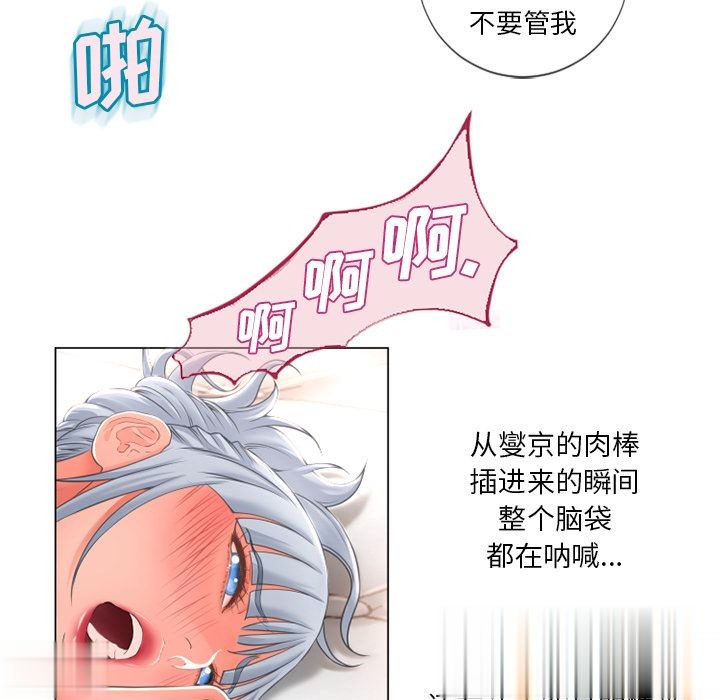 不要管我
啪
啊啊啊.
从燮京的肉棒
插进来的瞬间
整个脑袋
都在呐喊...